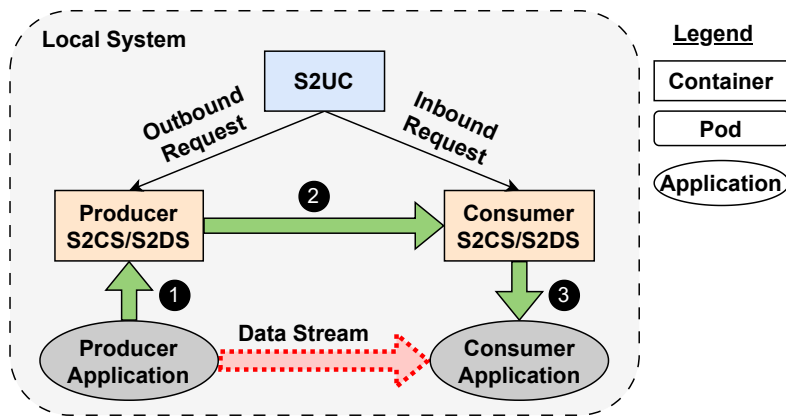 Local System
S2UC
Outbound
Request
Inbound
Request
Producer
S2CS/S2DS
2
Consumer
S2CS/S2DS
1
3
Producer
Application
Data Stream
Consumer
Application
Legend
Container
Pod
Application